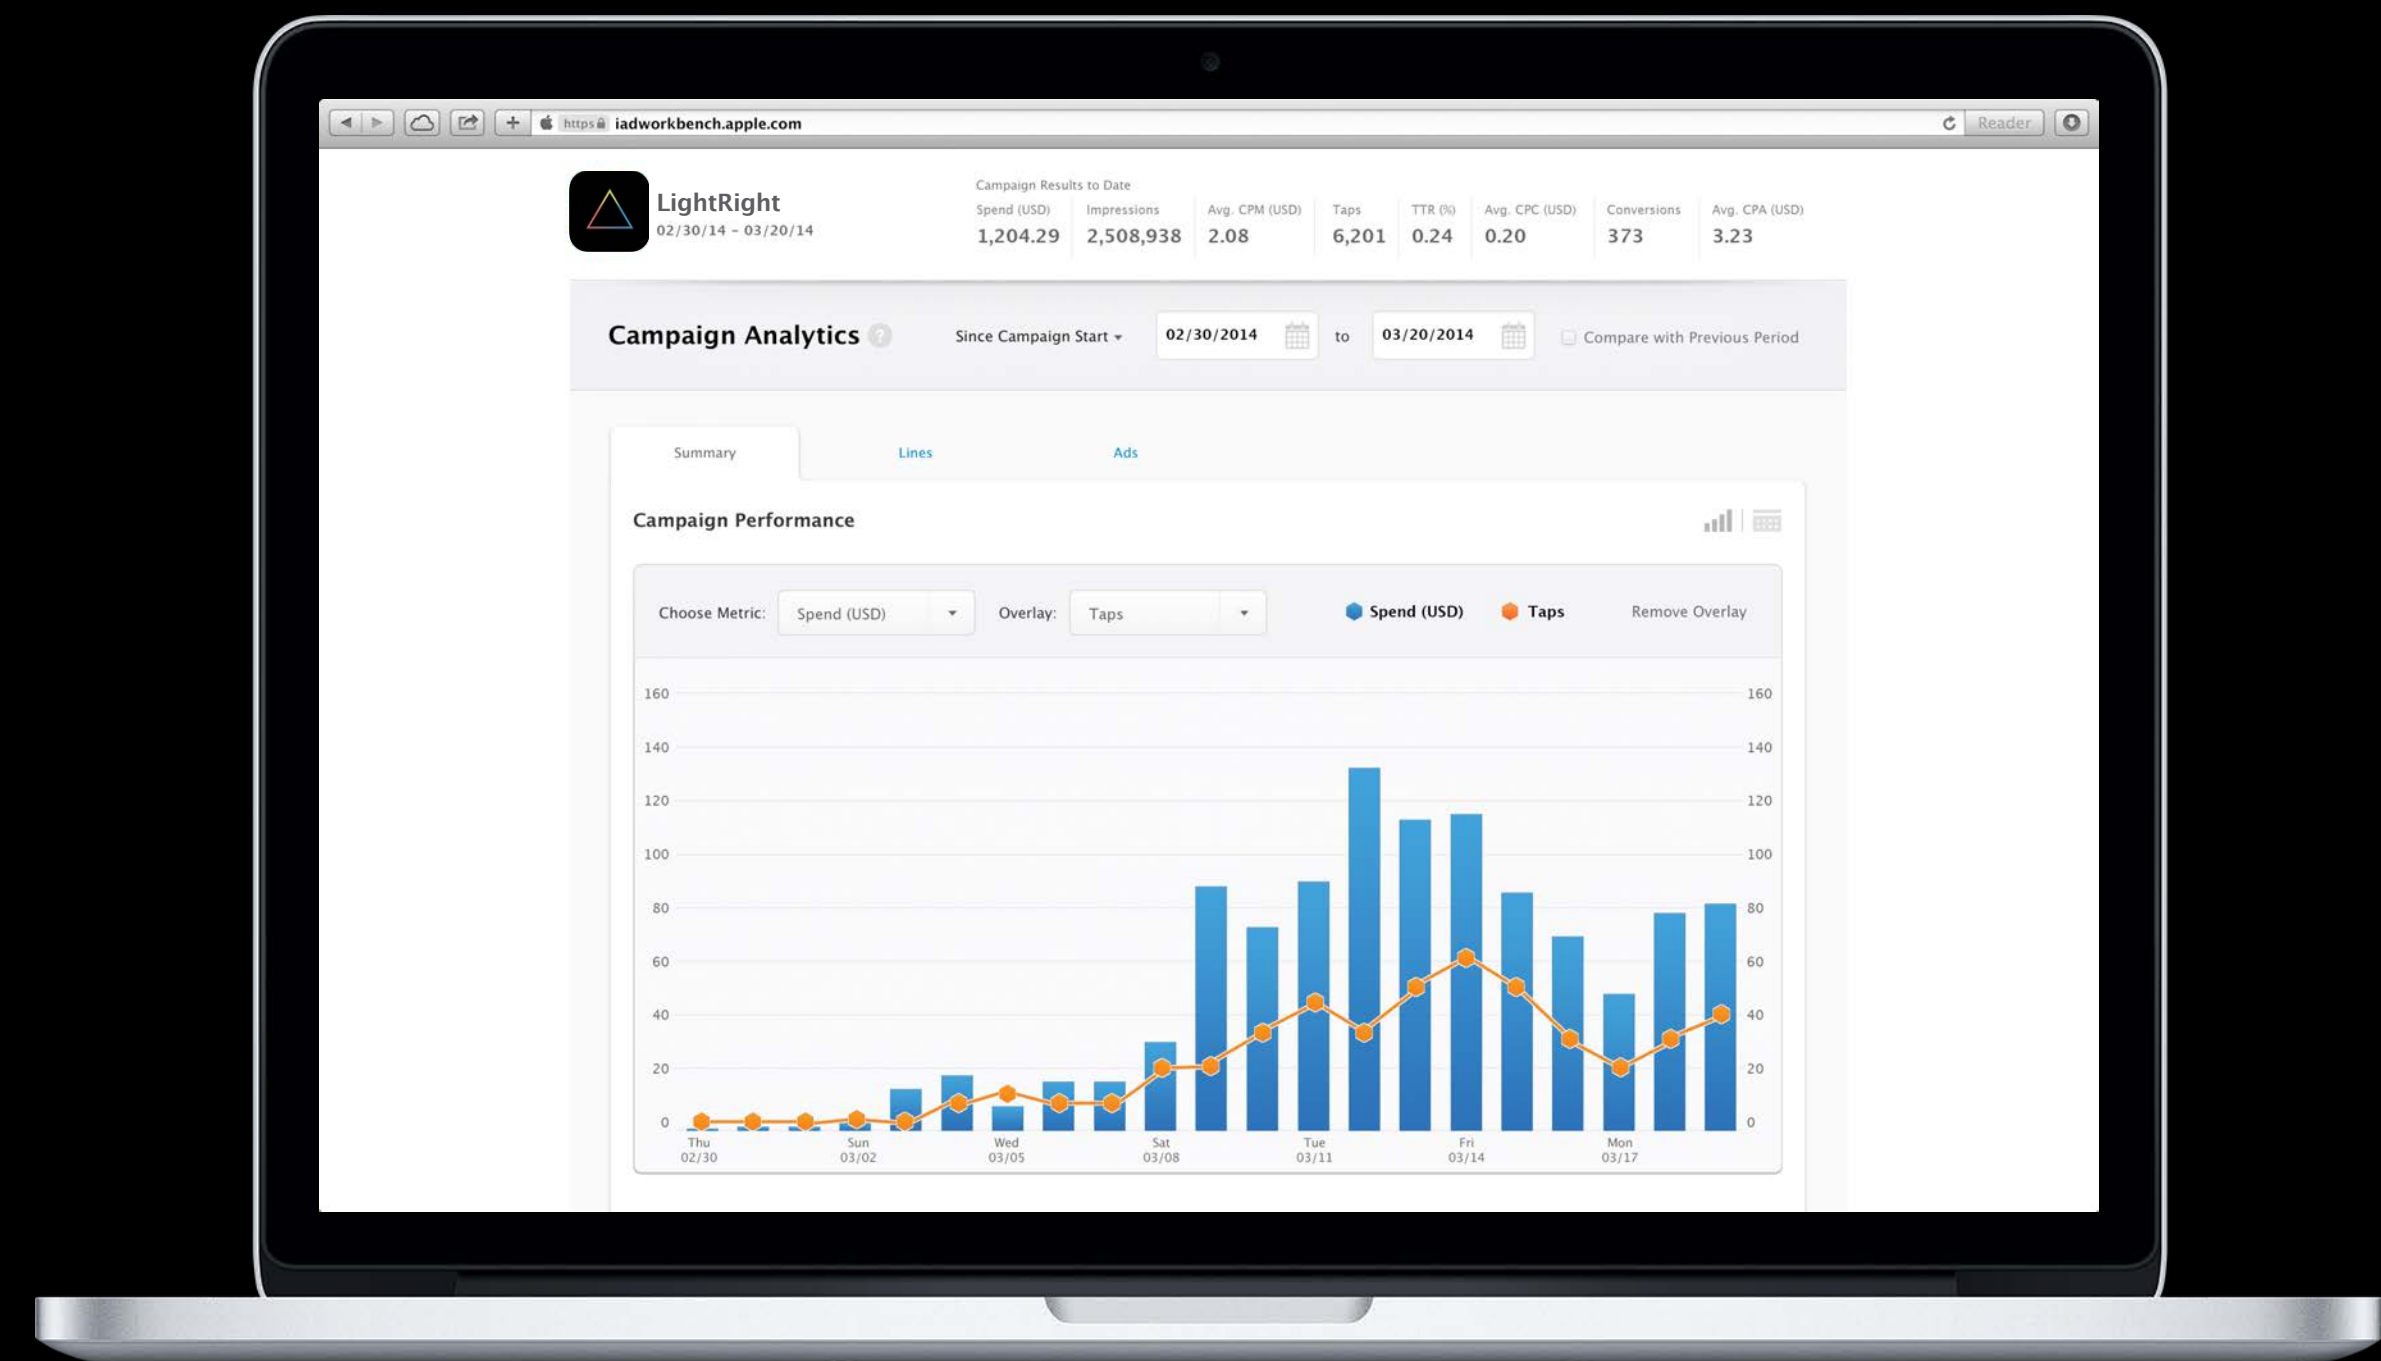 https iadworkbench.apple.com Reader
LightRight
02/30/14 – 03/20/14
Campaign Results to Date
Spend (USD) Impressions Avg. CPM (USD) Taps TTR (%) Avg. CPC (USD) Conversions Avg. CPA (USD)
1,204.29 2,508,938 2.08 6,201 0.24 0.20 373 3.23
Campaign Analytics ? Since Campaign Start 02/30/2014 to 03/20/2014 Compare with Previous Period
Summary Lines Ads
Campaign Performance
Choose Metric: Spend (USD) Overlay: Taps Spend (USD) Taps Remove Overlay
160 160
140 140
120 120
100 100
80 80
60 60
40 40
20 20
0 0
Thu Sun Wed Sat Tue Fri Mon
02/30 03/02 03/05 03/08 03/11 03/14 03/17